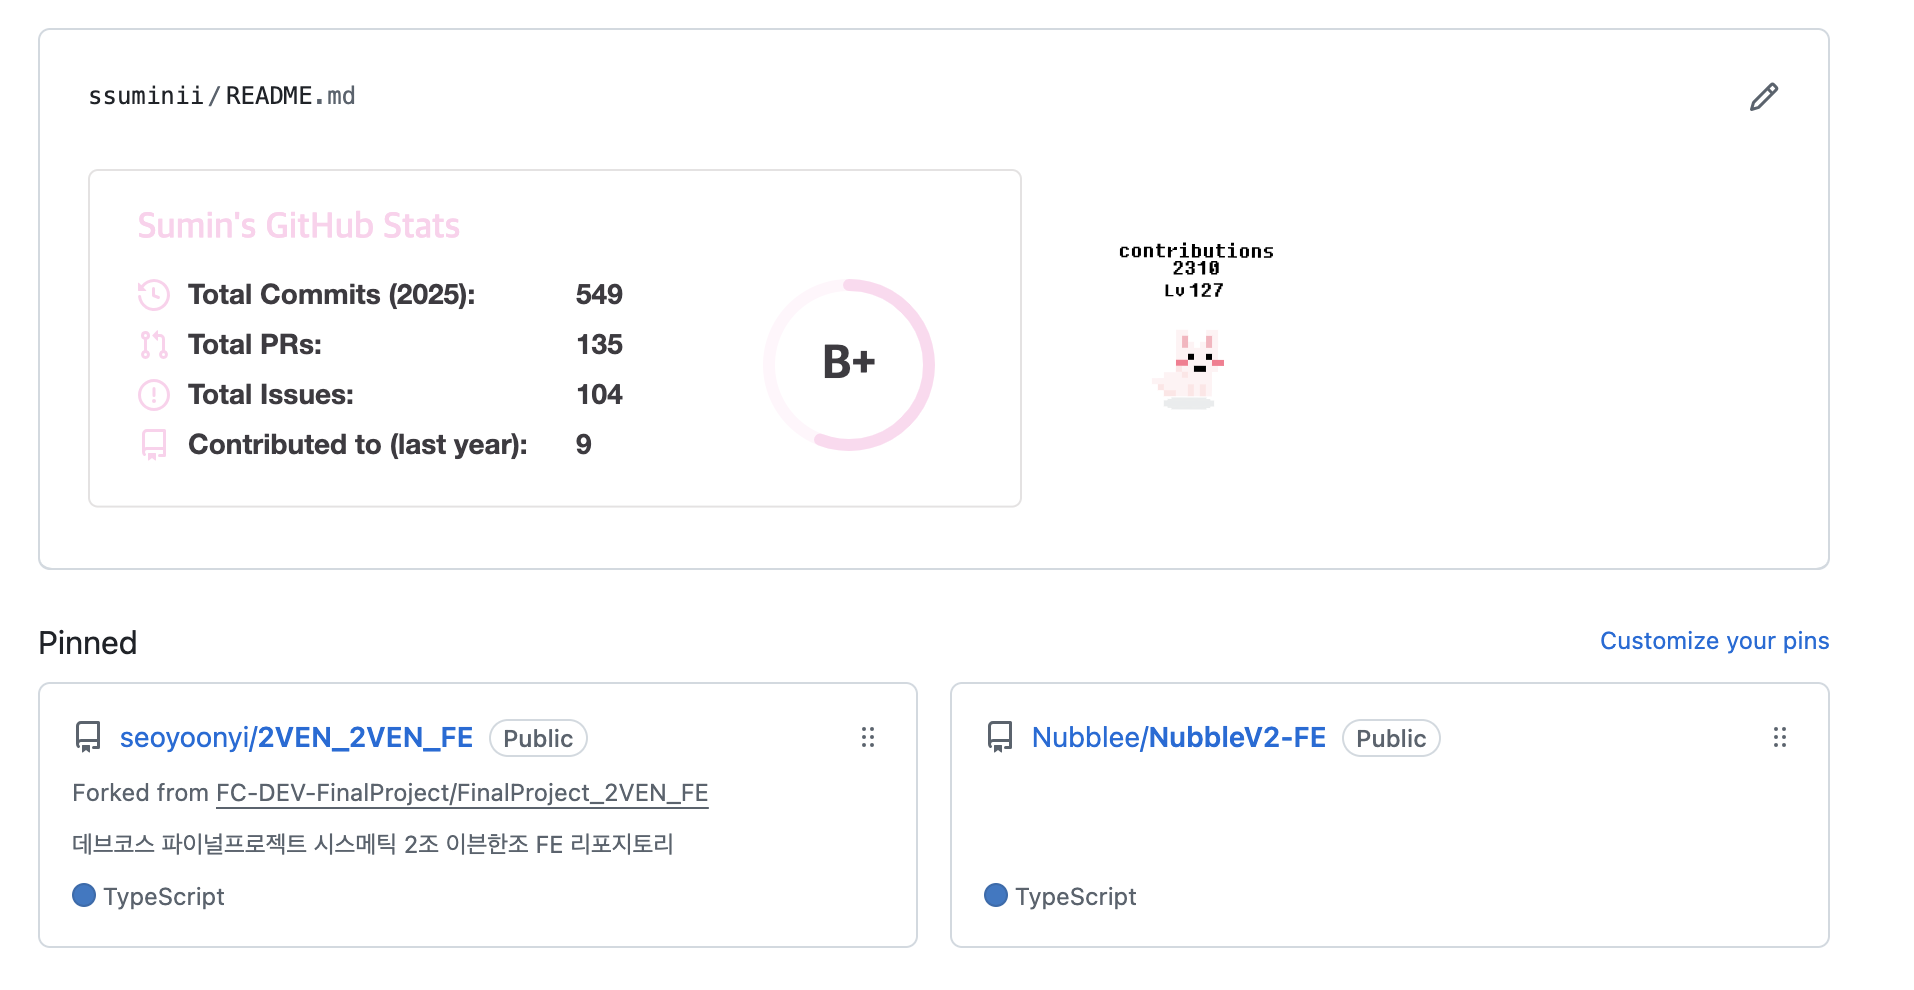 ssuminii/README.md
Sumin's GitHub Stats
Total Commits (2025): 549
Total PRs: 135
Total Issues: 104
Contributed to (last year): 9
B+
contributions
2310
Lv 127
Pinned
Customize your pins
seoyoonyi/2VEN_2VEN_FE Public
Forked from FC-DEV-FinalProject/FinalProject_2VEN_FE
데브코스 파이널프로젝트 시스메틱 2조 이븐한조 FE 리포지토리
TypeScript
Nubblee/NubbleV2-FE Public
TypeScript